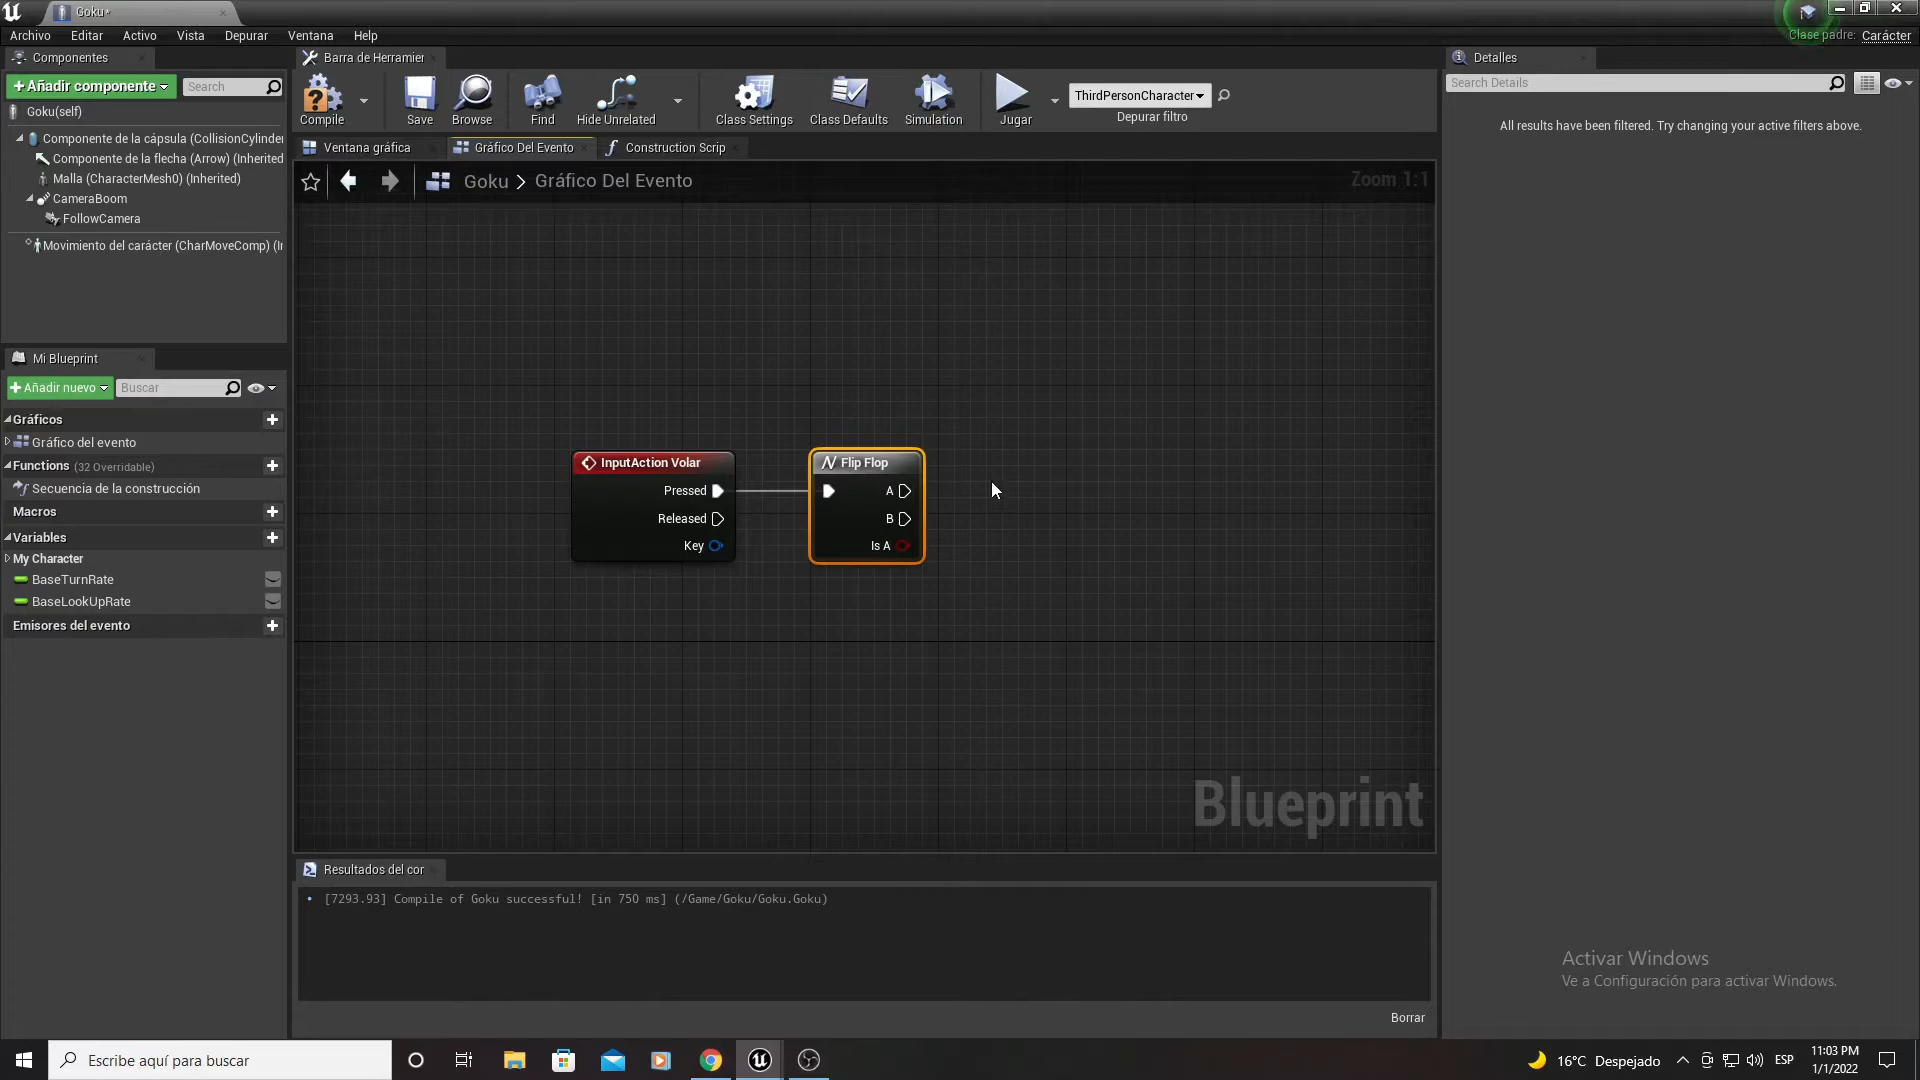 Goku*
Archivo Editar Activo Vista Depurar Ventana Help
Clase padre: Carácter
Componentes
Añadir componente
Search
Goku(self)
Componente de la cápsula (CollisionCylinder
Componente de la flecha (Arrow) (Inherited
Malla (CharacterMesh0) (Inherited)
CameraBoom
FollowCamera
Movimiento del carácter (CharMoveComp) (I
Mi Blueprint
Añadir nuevo
Buscar
Gráficos
Gráfico del evento
Functions (32 Overridable)
Secuencia de la construcción
Macros
Variables
My Character
BaseTurnRate
BaseLookUpRate
Emisores del evento
Barra de Herramier
Compile
Save
Browse
Find
Hide Unrelated
Class Settings
Class Defaults
Simulation
Jugar
ThirdPersonCharacter
Depurar filtro
Ventana gráfica
Gráfico Del Evento
Construction Scrip
Goku > Gráfico Del Evento
Zoom 1:1
InputAction Volar
Pressed
Released
Key
Flip Flop
A
B
Is A
Blueprint
Resultados del cor
• [7293.93] Compile of Goku successful! [in 750 ms] (/Game/Goku/Goku.Goku)
Borrar
Detalles
Search Details
All results have been filtered. Try changing your active filters above.
Activar Windows
Ve a Configuración para activar Windows.
Escribe aquí para buscar
16°C Despejado
ESP
11:03 PM
1/1/2022